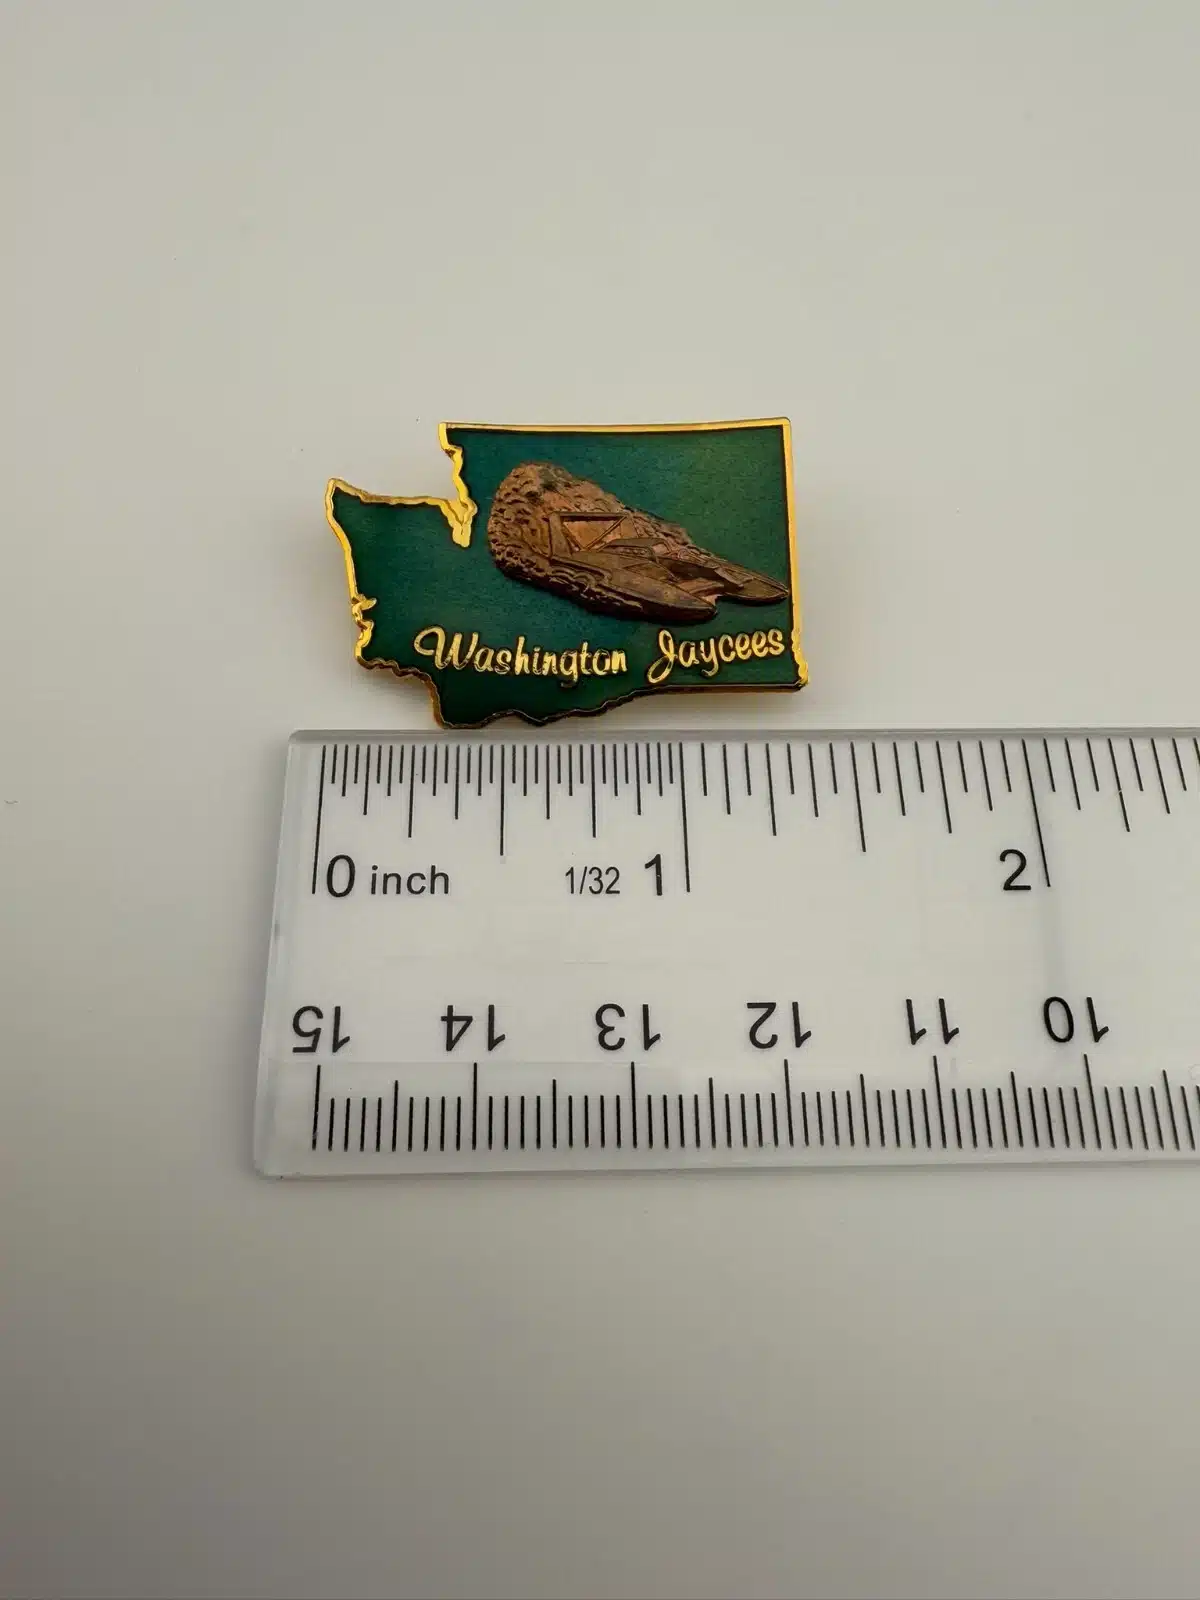 Washington Jaycees
0 inch 1/32 1 2
15 14 13 12 11 10